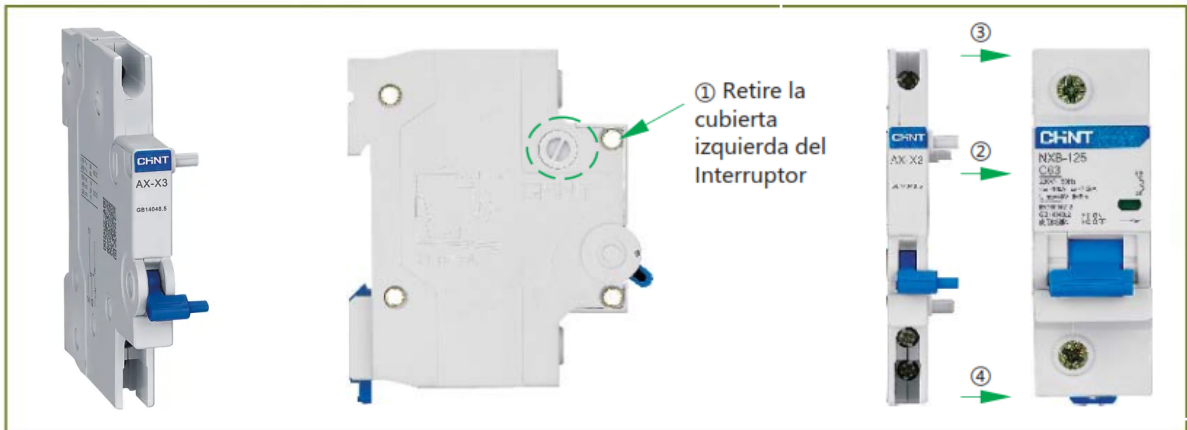 CHNT
AX-X3
GB14048.5
① Retire la
cubierta
izquierda del
Interruptor
③
②
④
CHNT
AX-X3
CHNT
NXB-125
C63